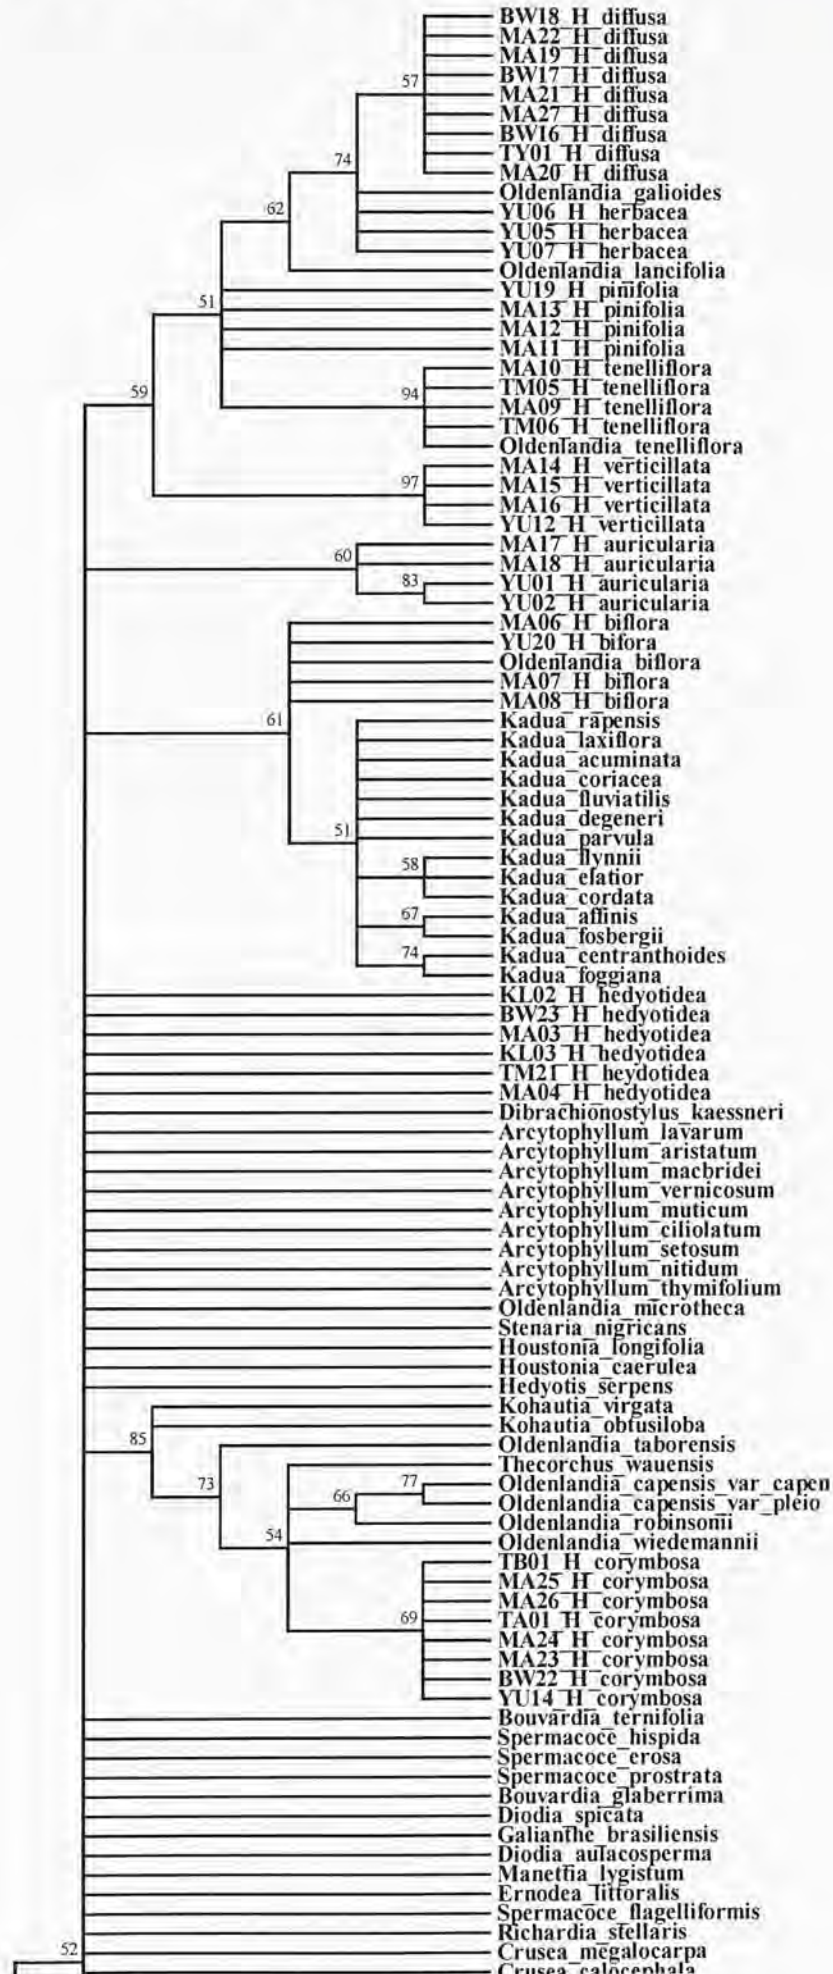 BW18_H_diffusa
MA22_H_diffusa
MA19_H_diffusa
57
BW17_H_diffusa
MA21_H_diffusa
MA27_H_diffusa
BW16_H_diffusa
TY01_H_diffusa
74
MA20_H_diffusa
Oldenlandia_galioides
62
YU06_H_herbacea
YU05_H_herbacea
YU07_H_herbacea
Oldenlandia_lancifolia
YU19_H_pinifolia
51
MA13_H_pinifolia
MA12_H_pinifolia
MA11_H_pinifolia
MA10_H_tenelliflora
59
94
TM05_H_tenelliflora
MA09_H_tenelliflora
TM06_H_tenelliflora
Oldenlandia_tenelliflora
MA14_H_verticillata
97
MA15_H_verticillata
MA16_H_verticillata
YU12_H_verticillata
MA17_H_auricularia
60
MA18_H_auricularia
83
YU01_H_auricularia
YU02_H_auricularia
MA06_H_biflora
YU20_H_bifora
Oldenlandia_biflora
MA07_H_biflora
MA08_H_biflora
61
Kadua_rapensis
Kadua_laxiflora
Kadua_acuminata
Kadua_coriacea
Kadua_fluviatilis
Kadua_degeneri
51
Kadua_parvula
58
Kadua_flynnii
Kadua_elatior
Kadua_cordata
67
Kadua_affinis
Kadua_fosbergii
74
Kadua_centranthoides
Kadua_foggiana
KL02_H_hedyotidea
BW23_H_hedyotidea
MA03_H_hedyotidea
KL03_H_hedyotidea
TM21_H_heydotidea
MA04_H_hedyotidea
Dibrachionostylus_kaessneri
Arcytophyllum_lavarum
Arcytophyllum_aristatum
Arcytophyllum_macbridei
Arcytophyllum_vernicosum
Arcytophyllum_muticum
Arcytophyllum_ciliolatum
Arcytophyllum_setosum
Arcytophyllum_nitidum
Arcytophyllum_thymifolium
Oldenlandia_microtheca
Stenaria_nigricans
Houstonia_longifolia
Houstonia_caerulea
Hedyotis_serpens
Kohautia_virgata
85
Kohautia_obtusiloba
Oldenlandia_taborensis
Thecorchus_wauensis
73
77
Oldenlandia_capensis_var_capen
66
Oldenlandia_capensis_var_pleio
Oldenlandia_robinsonii
54
Oldenlandia_wiedemannii
TB01_H_corymbosa
MA25_H_corymbosa
MA26_H_corymbosa
69
TA01_H_corymbosa
MA24_H_corymbosa
MA23_H_corymbosa
BW22_H_corymbosa
YU14_H_corymbosa
Bouvardia_ternifolia
Spermacoce_hispida
Spermacoce_erosa
Spermacoce_prostrata
Bouvardia_glaberrima
Diodia_spicata
Galianthe_brasiliensis
Diodia_aulacosperma
Manettia_lygistum
Ernodea_littoralis
Spermacoce_flagelliformis
Richardia_stellaris
52
Crusea_megalocarpa
Crusea_calocephala